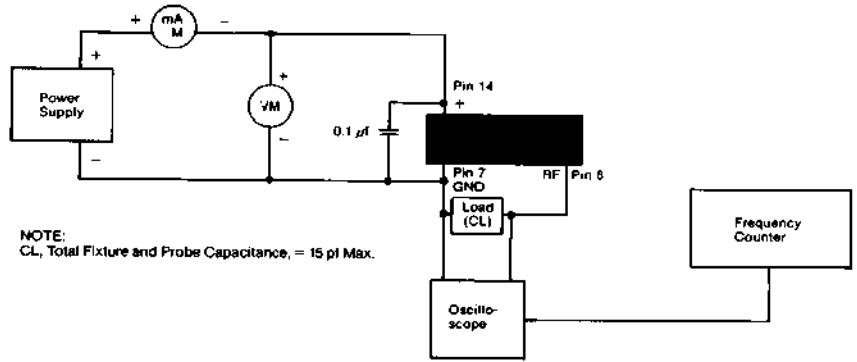 + mA M −
+
Power
Supply
−
+
VM
−
0.1 µf
Pin 14
+
Pin 7
GND
RF Pin 8
Load
(CL)
Oscillo-
scope
Frequency
Counter
NOTE:
CL, Total Fixture and Probe Capacitance, = 15 pf Max.